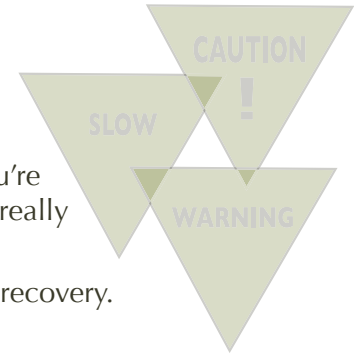 CAUTION
!
SLOW
WARNING
u're
really
recovery.